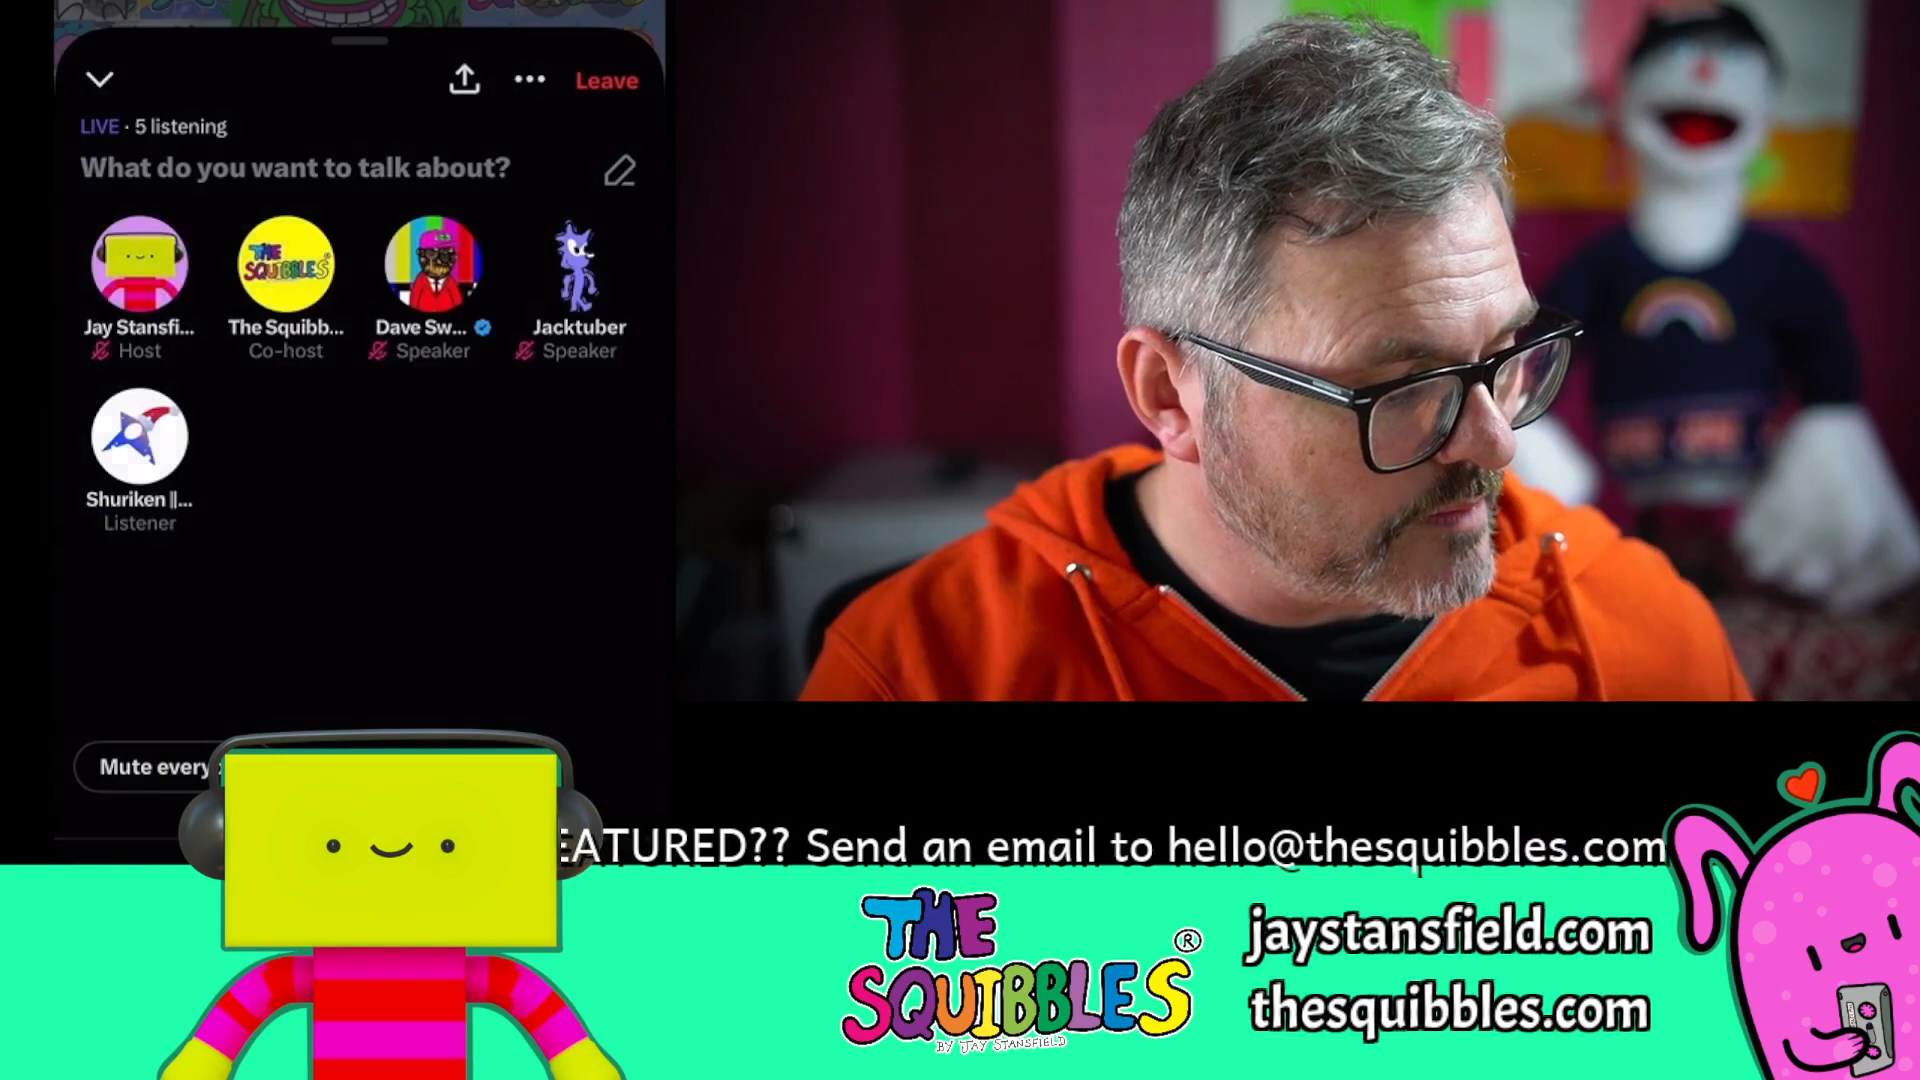 Leave
LIVE · 5 listening
What do you want to talk about?
THE
SQUIBBLES
Jay Stansfi...
The Squibb...
Dave Sw...
Jacktuber
Host
Co-host
Speaker
Speaker
Shuriken ||...
Listener
Mute every
EATURED?? Send an email to hello@thesquibbles.com
THE
SQUIBBLES ®
BY JAY STANSFIELD
jaystansfield.com
thesquibbles.com